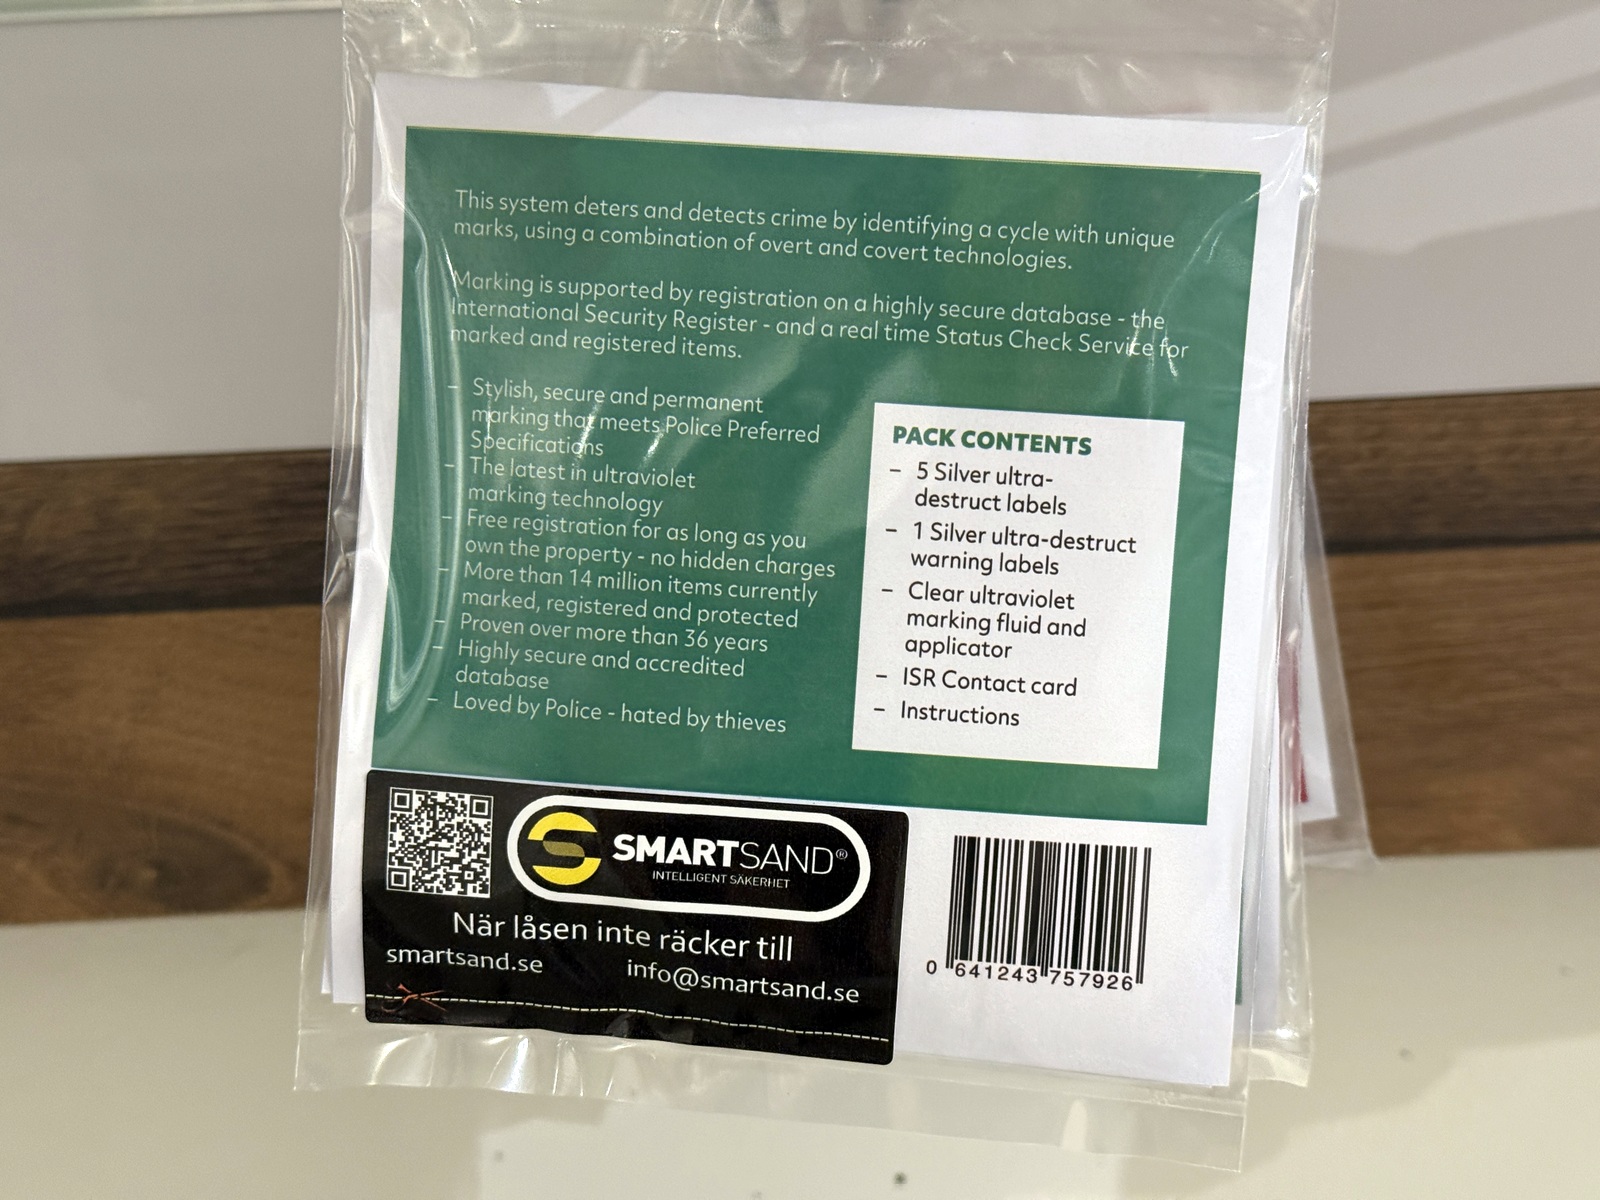 This system deters and detects crime by identifying a cycle with unique
marks, using a combination of overt and covert technologies.
Marking is supported by registration on a highly secure database - the
International Security Register - and a real time Status Check Service for
marked and registered items.
– Stylish, secure and permanent
marking that meets Police Preferred
Specifications
– The latest in ultraviolet
marking technology
– Free registration for as long as you
own the property - no hidden charges
– More than 14 million items currently
marked, registered and protected
– Proven over more than 36 years
– Highly secure and accredited
database
– Loved by Police - hated by thieves
PACK CONTENTS
– 5 Silver ultra-
destruct labels
– 1 Silver ultra-destruct
warning labels
– Clear ultraviolet
marking fluid and
applicator
– ISR Contact card
– Instructions
SMARTSAND®
INTELLIGENT SÄKERHET
När låsen inte räcker till
smartsand.se info@smartsand.se
0 641243 757926